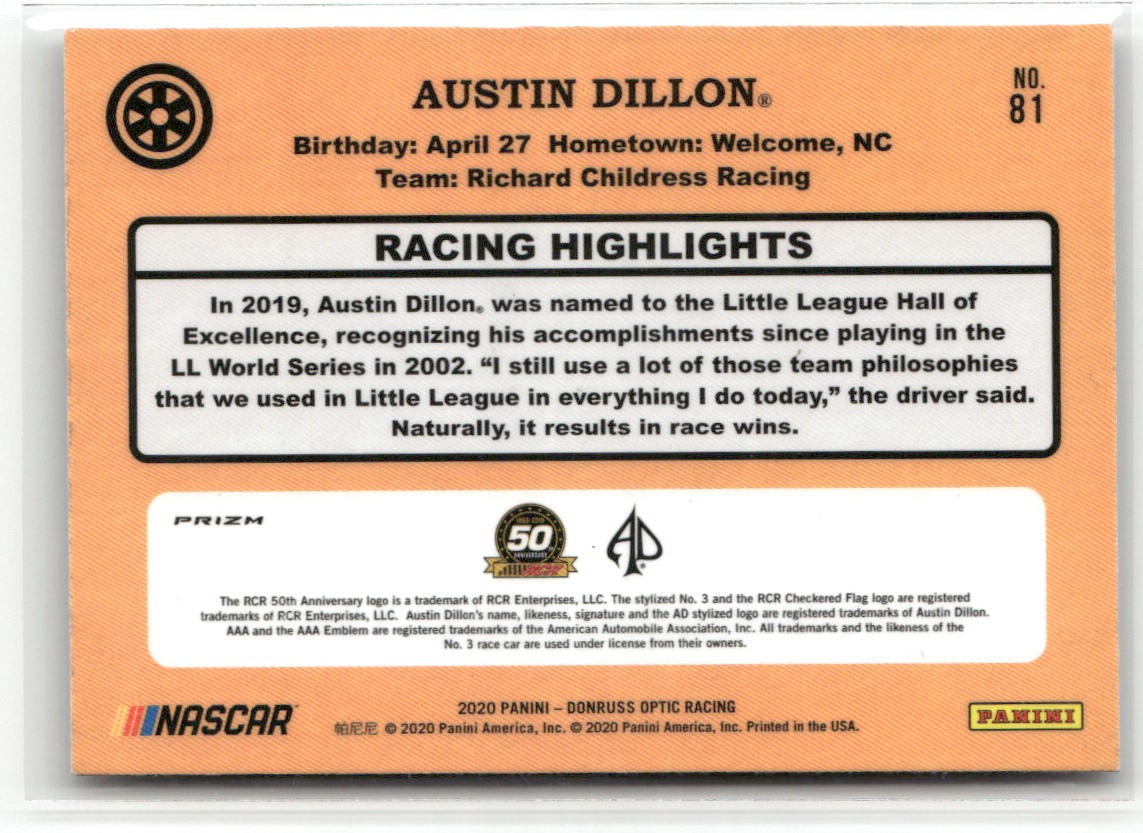 AUSTIN DILLON®
NO.
81
Birthday: April 27 Hometown: Welcome, NC
Team: Richard Childress Racing
RACING HIGHLIGHTS
In 2019, Austin Dillon® was named to the Little League Hall of
Excellence, recognizing his accomplishments since playing in the
LL World Series in 2002. “I still use a lot of those team philosophies
that we used in Little League in everything I do today,” the driver said.
Naturally, it results in race wins.
PRIZM
1969-2019
50
ANNIVERSARY
RCR
AD®
The RCR 50th Anniversary logo is a trademark of RCR Enterprises, LLC. The stylized No. 3 and the RCR Checkered Flag logo are registered
trademarks of RCR Enterprises, LLC. Austin Dillon's name, likeness, signature and the AD stylized logo are registered trademarks of Austin Dillon.
AAA and the AAA Emblem are registered trademarks of the American Automobile Association, Inc. All trademarks and the likeness of the
No. 3 race car are used under license from their owners.
NASCAR
2020 PANINI – DONRUSS OPTIC RACING
帕尼尼 © 2020 Panini America, Inc. © 2020 Panini America, Inc. Printed in the USA.
PANINI